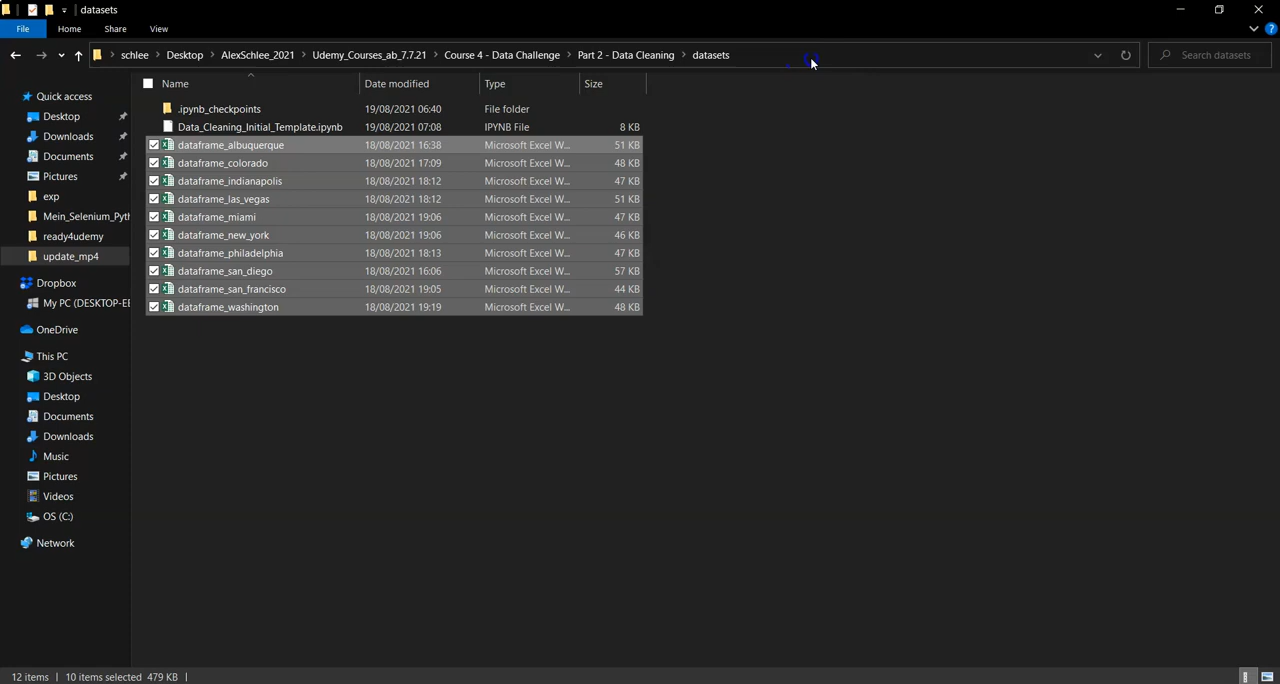 datasets
File Home Share View
schlee > Desktop > AlexSchlee_2021 > Udemy_Courses_ab_7.7.21 > Course 4 - Data Challenge > Part 2 - Data Cleaning > datasets Search datasets
Name Date modified Type Size
Quick access
Desktop
Downloads
Documents
Pictures
exp
Mein_Selenium_Pyth
ready4udemy
update_mp4
Dropbox
My PC (DESKTOP-EE
OneDrive
This PC
3D Objects
Desktop
Documents
Downloads
Music
Pictures
Videos
OS (C:)
Network
.ipynb_checkpoints 19/08/2021 06:40 File folder
Data_Cleaning_Initial_Template.ipynb 19/08/2021 07:08 IPYNB File 8 KB
dataframe_albuquerque 18/08/2021 16:38 Microsoft Excel W... 51 KB
dataframe_colorado 18/08/2021 17:09 Microsoft Excel W... 48 KB
dataframe_indianapolis 18/08/2021 18:12 Microsoft Excel W... 47 KB
dataframe_las_vegas 18/08/2021 18:12 Microsoft Excel W... 51 KB
dataframe_miami 18/08/2021 19:06 Microsoft Excel W... 47 KB
dataframe_new_york 18/08/2021 19:06 Microsoft Excel W... 46 KB
dataframe_philadelphia 18/08/2021 18:13 Microsoft Excel W... 47 KB
dataframe_san_diego 18/08/2021 16:06 Microsoft Excel W... 57 KB
dataframe_san_francisco 18/08/2021 19:05 Microsoft Excel W... 44 KB
dataframe_washington 18/08/2021 19:19 Microsoft Excel W... 48 KB
12 items | 10 items selected 479 KB |